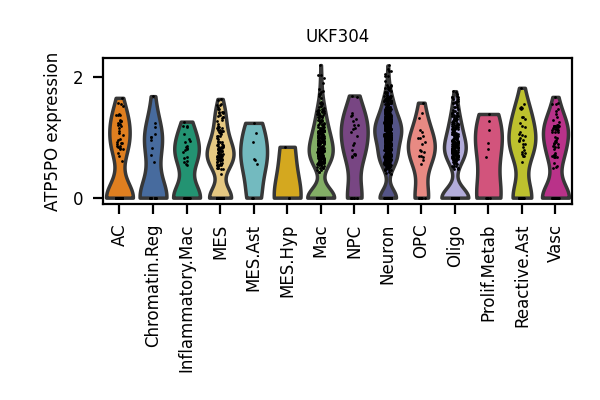 UKF304
ATP5PO expression
2
0
AC
Chromatin.Reg
Inflammatory.Mac
MES
MES.Ast
MES.Hyp
Mac
NPC
Neuron
OPC
Oligo
Prolif.Metab
Reactive.Ast
Vasc